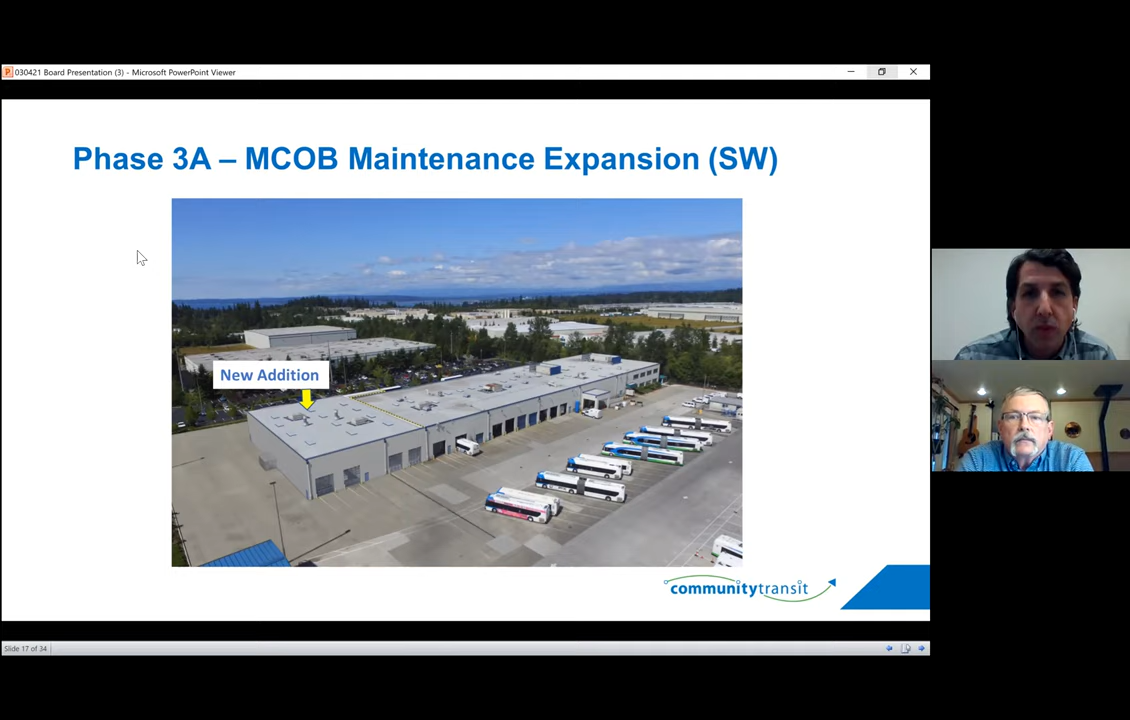 030421 Board Presentation (3) - Microsoft PowerPoint Viewer
Phase 3A – MCOB Maintenance Expansion (SW)
New Addition
communitytransit
Slide 17 of 34